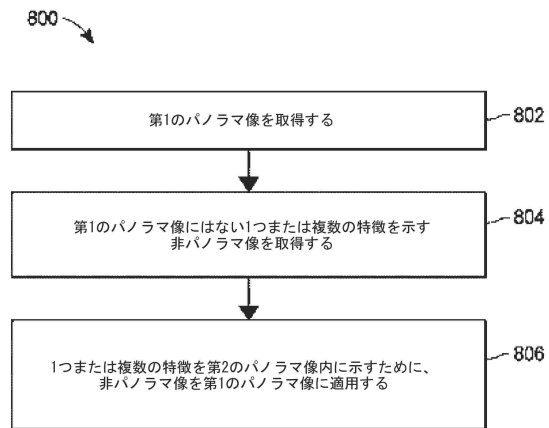 800
第1のパノラマ像を取得する
802
第1のパノラマ像にはない1つまたは複数の特徴を示す
非パノラマ像を取得する
804
1つまたは複数の特徴を第2のパノラマ像内に示すために、
非パノラマ像を第1のパノラマ像に適用する
806